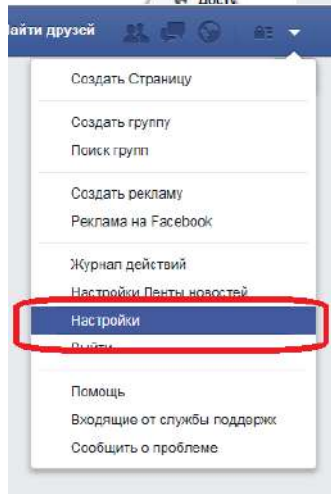 Найти друзей
Создать Страницу
Создать группу
Поиск групп
Создать рекламу
Реклама на Facebook
Журнал действий
Настройки Ленты новостей
Настройки
Выйти
Помощь
Входящие от службы поддержк
Сообщить о проблеме